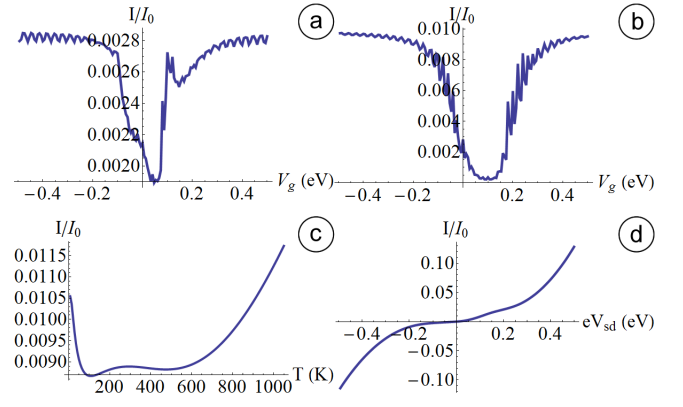 I/I0
a
0.0028
0.0026
0.0024
0.0022
0.0020
−0.4 −0.2 0.2 0.4
Vg (eV)
I/I0
b
0.010
0.008
0.006
0.004
0.002
−0.4 −0.2 0.2 0.4
Vg (eV)
I/I0
c
0.0115
0.0110
0.0105
0.0100
0.0095
0.0090
200 400 600 800 1000
T (K)
I/I0
d
0.10
0.05
−0.05
−0.10
−0.4 −0.2 0.2 0.4
eVsd (eV)